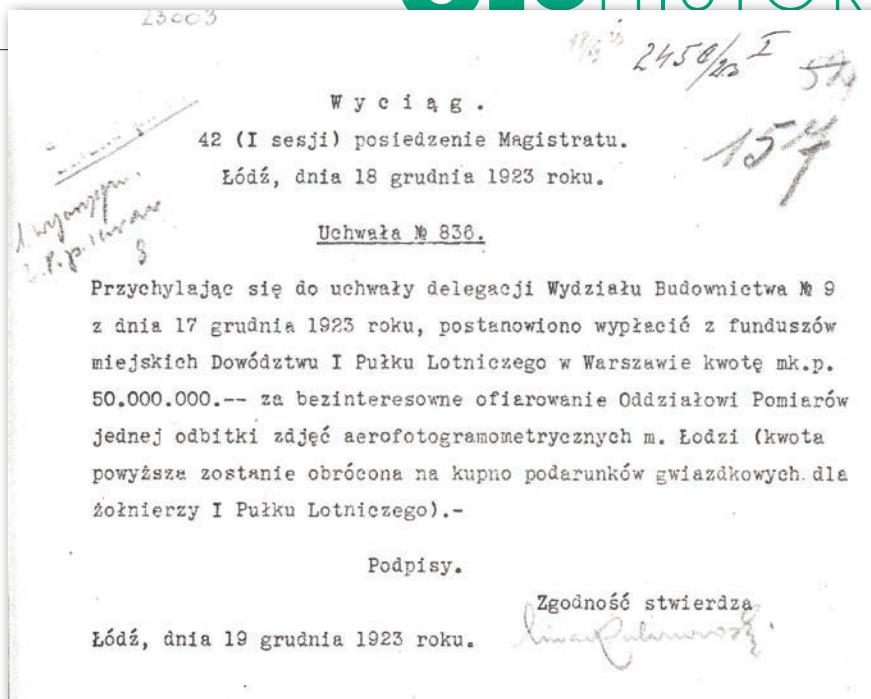 23003
W y c i ą g .
42 (I sesji) posiedzenie Magistratu.
Łódź, dnia 18 grudnia 1923 roku.
157
Uchwała № 836.
Przychylając się do uchwały delegacji Wydziału Budownictwa № 9
z dnia 17 grudnia 1923 roku, postanowiono wypłacić z funduszów
miejskich Dowództwu I Pułku Lotniczego w Warszawie kwotę mk.p.
50.000.000.-- za bezinteresowne ofiarowanie Oddziałowi Pomiarów
jednej odbitki zdjęć aerofotogramometrycznych m. Łodzi (kwota
powyższa zostanie obrócona na kupno podarunków gwiazdkowych dla
żołnierzy I Pułku Lotniczego).-
Podpisy.
Zgodność stwierdza
Łódź, dnia 19 grudnia 1923 roku.